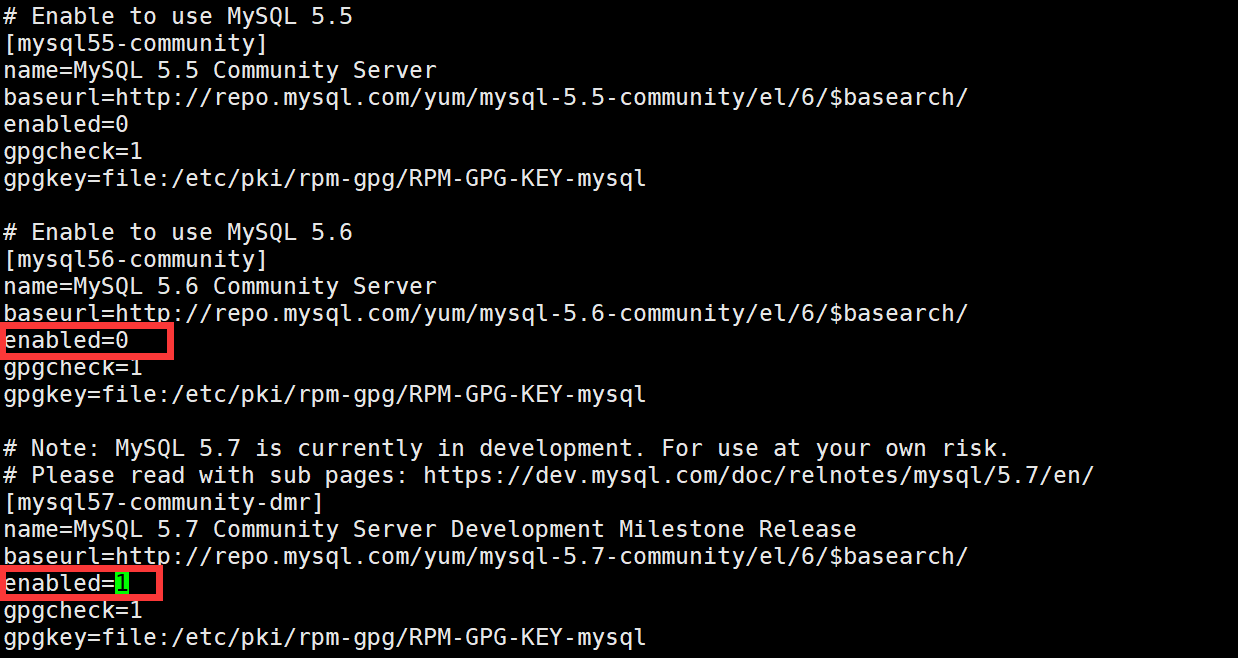 # Enable to use MySQL 5.5
[mysql55-community]
name=MySQL 5.5 Community Server
baseurl=http://repo.mysql.com/yum/mysql-5.5-community/el/6/$basearch/
enabled=0
gpgcheck=1
gpgkey=file:/etc/pki/rpm-gpg/RPM-GPG-KEY-mysql

# Enable to use MySQL 5.6
[mysql56-community]
name=MySQL 5.6 Community Server
baseurl=http://repo.mysql.com/yum/mysql-5.6-community/el/6/$basearch/
enabled=0
gpgcheck=1
gpgkey=file:/etc/pki/rpm-gpg/RPM-GPG-KEY-mysql

# Note: MySQL 5.7 is currently in development. For use at your own risk.
# Please read with sub pages: https://dev.mysql.com/doc/relnotes/mysql/5.7/en/
[mysql57-community-dmr]
name=MySQL 5.7 Community Server Development Milestone Release
baseurl=http://repo.mysql.com/yum/mysql-5.7-community/el/6/$basearch/
enabled=1
gpgcheck=1
gpgkey=file:/etc/pki/rpm-gpg/RPM-GPG-KEY-mysql